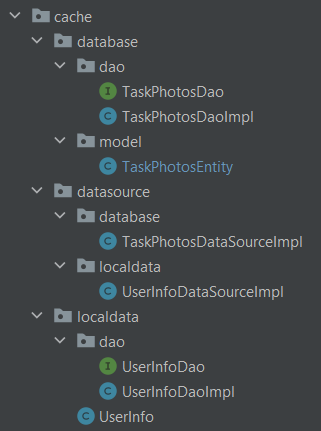 cache
database
dao
I TaskPhotosDao
C TaskPhotosDaoImpl
model
C TaskPhotosEntity
datasource
database
C TaskPhotosDataSourceImpl
localdata
C UserInfoDataSourceImpl
localdata
dao
I UserInfoDao
C UserInfoDaoImpl
C UserInfo